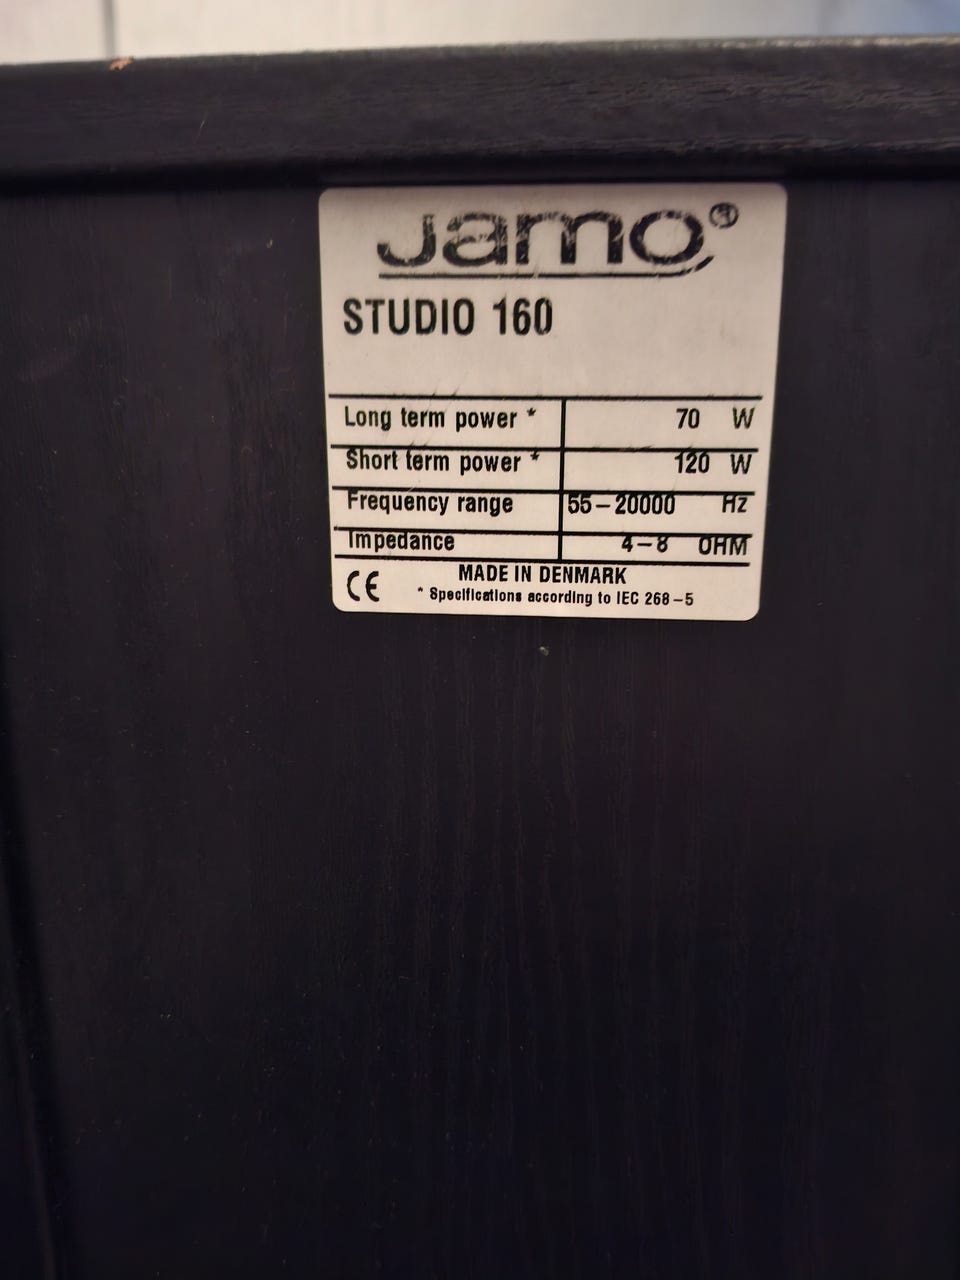 Jamo®
STUDIO 160
Long term power * 70 W
Short term power * 120 W
Frequency range 55–20000 Hz
Impedance 4–8 OHM
CE MADE IN DENMARK
* Specifications according to IEC 268–5